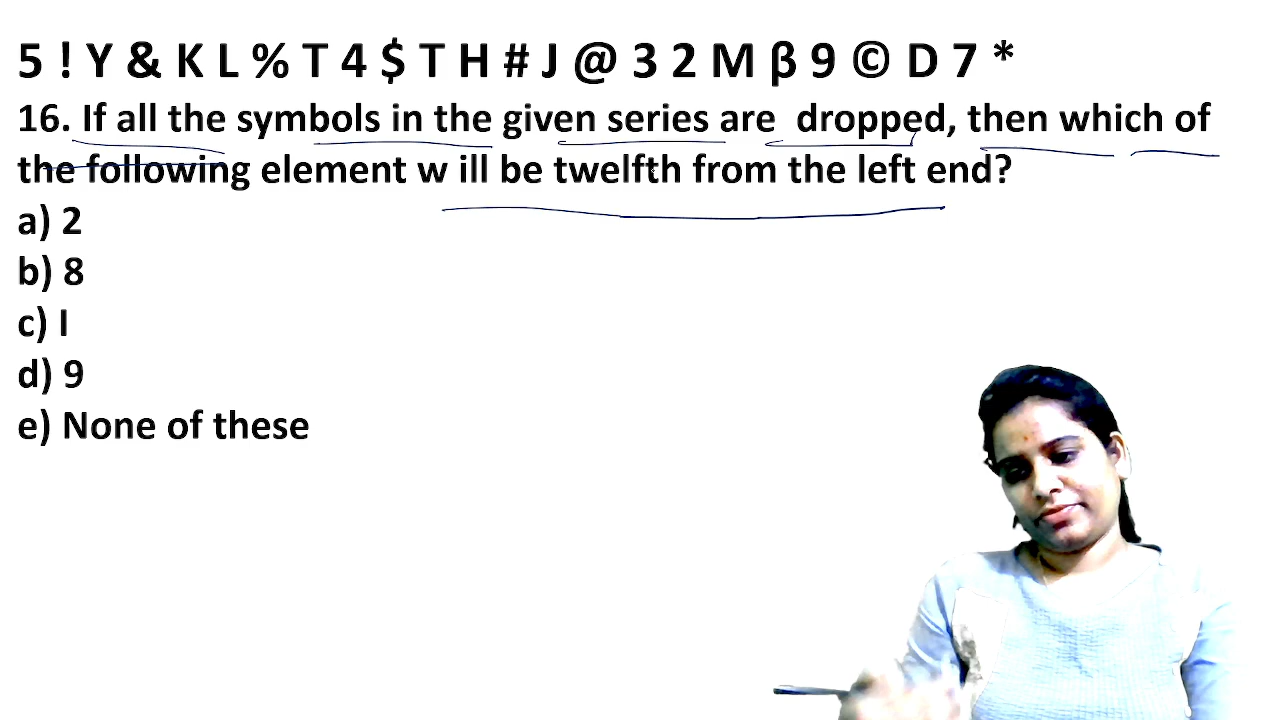 5 ! Y & K L % T 4 $ T H # J @ 3 2 M β 9 © D 7 *
16. If all the symbols in the given series are dropped, then which of
the following element w ill be twelfth from the left end?
a) 2
b) 8
c) I
d) 9
e) None of these